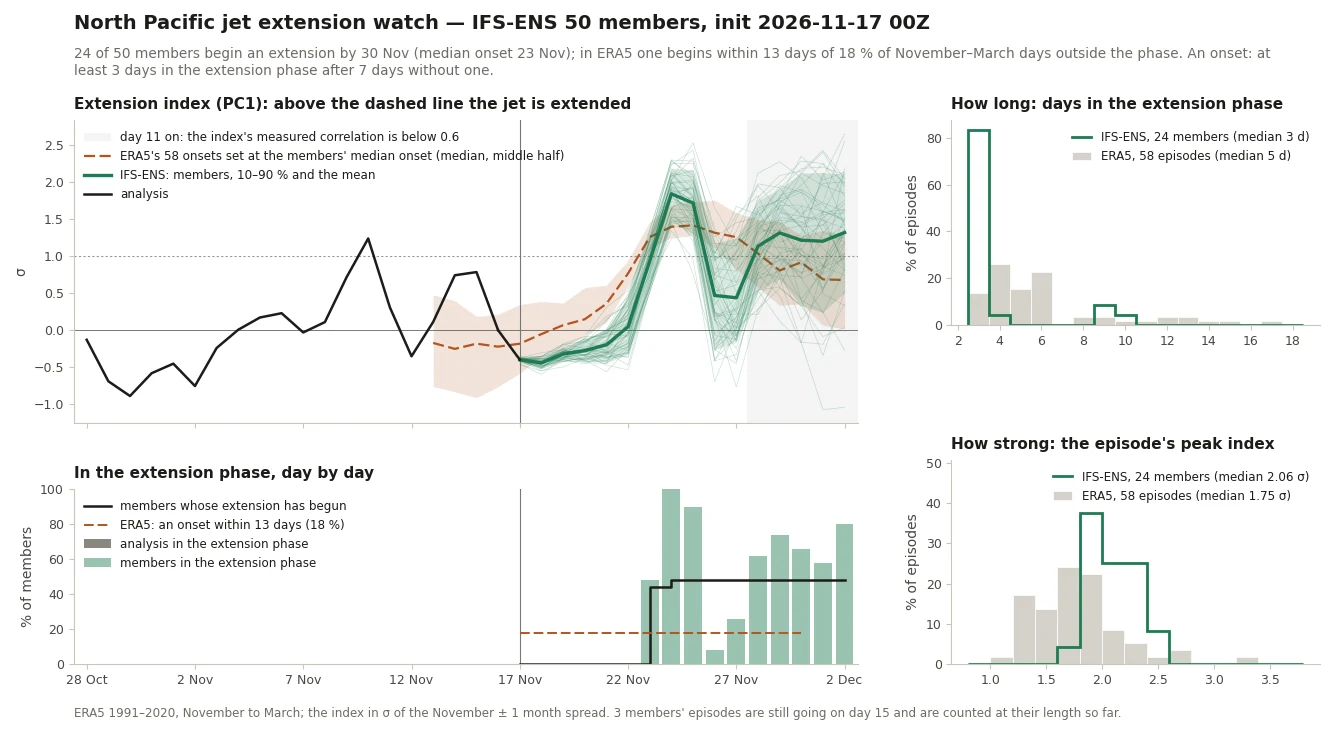 North Pacific jet extension watch — IFS-ENS 50 members, init 2026-11-17 00Z
24 of 50 members begin an extension by 30 Nov (median onset 23 Nov); in ERA5 one begins within 13 days of 18 % of November–March days outside the phase. An onset: at
least 3 days in the extension phase after 7 days without one.
Extension index (PC1): above the dashed line the jet is extended
day 11 on: the index's measured correlation is below 0.6
ERA5's 58 onsets set at the members' median onset (median, middle half)
IFS-ENS: members, 10–90 % and the mean
analysis
σ
2.5
2.0
1.5
1.0
0.5
0.0
−0.5
−1.0
In the extension phase, day by day
members whose extension has begun
ERA5: an onset within 13 days (18 %)
analysis in the extension phase
members in the extension phase
% of members
100
80
60
40
20
0
28 Oct
2 Nov
7 Nov
12 Nov
17 Nov
22 Nov
27 Nov
2 Dec
How long: days in the extension phase
IFS-ENS, 24 members (median 3 d)
ERA5, 58 episodes (median 5 d)
% of episodes
80
60
40
20
0
2
4
6
8
10
12
14
16
18
How strong: the episode's peak index
IFS-ENS, 24 members (median 2.06 σ)
ERA5, 58 episodes (median 1.75 σ)
% of episodes
50
40
30
20
10
0
1.0
1.5
2.0
2.5
3.0
3.5
ERA5 1991–2020, November to March; the index in σ of the November ± 1 month spread. 3 members' episodes are still going on day 15 and are counted at their length so far.